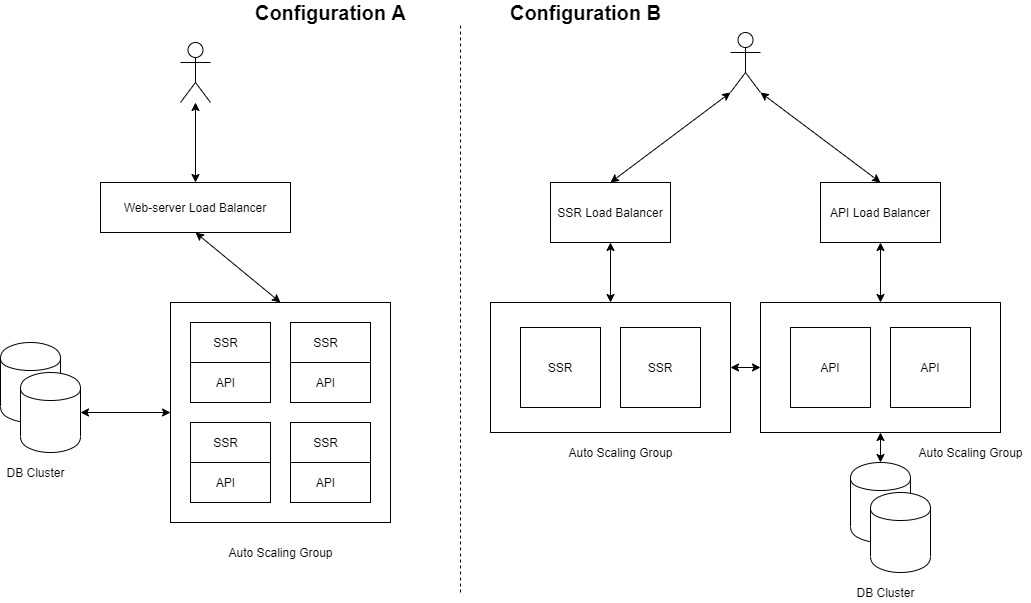 Configuration A
Web-server Load Balancer
SSR
SSR
API
API
SSR
SSR
API
API
DB Cluster
Auto Scaling Group
Configuration B
SSR Load Balancer
API Load Balancer
SSR
SSR
API
API
Auto Scaling Group
Auto Scaling Group
DB Cluster